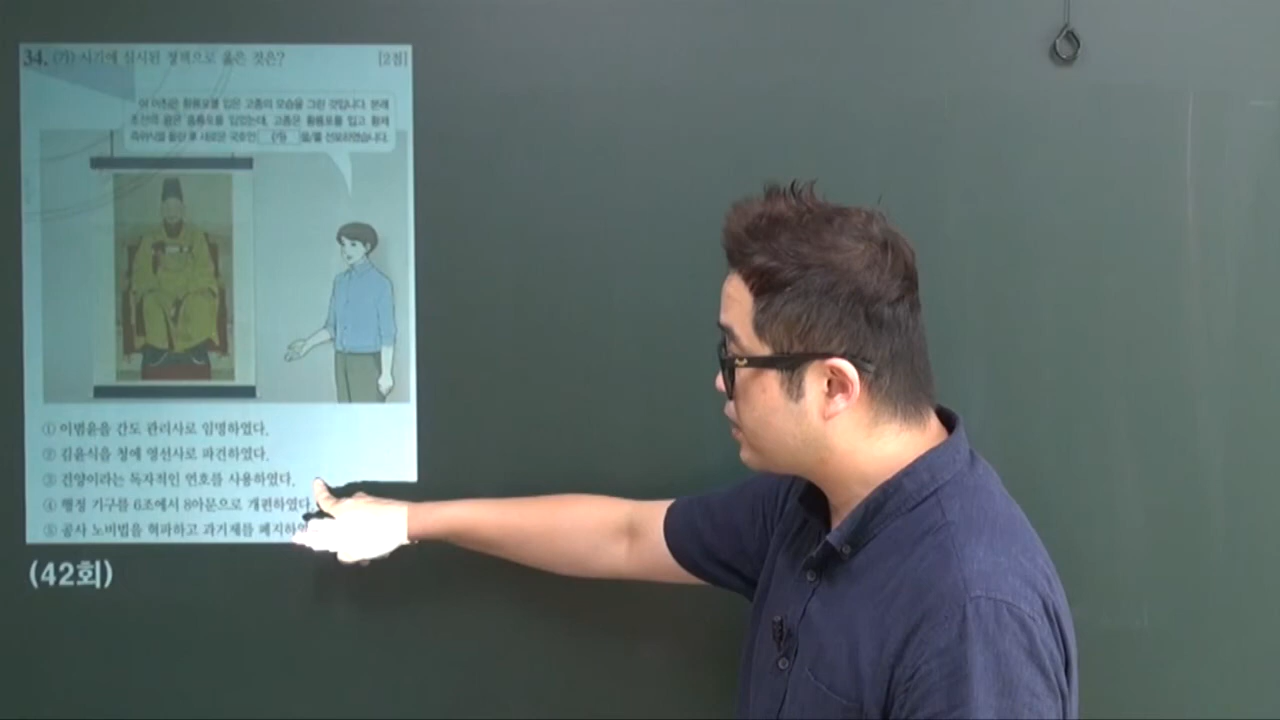 34. (가) 시기에 실시된 정책으로 옳은 것은? [2점]
이 어진은 황룡포를 입은 고종의 모습을 그린 것입니다. 본래
조선의 왕은 홍룡포를 입었는데, 고종은 황룡포를 입고 황제
즉위식을 올린 후 새로운 국호인 (가) 을/를 선포하였습니다.
① 이범윤을 간도 관리사로 임명하였다.
② 김윤식을 청에 영선사로 파견하였다.
③ 건양이라는 독자적인 연호를 사용하였다.
④ 행정 기구를 6조에서 8아문으로 개편하였다.
⑤ 공사 노비법을 혁파하고 과거제를 폐지하였
(42회)